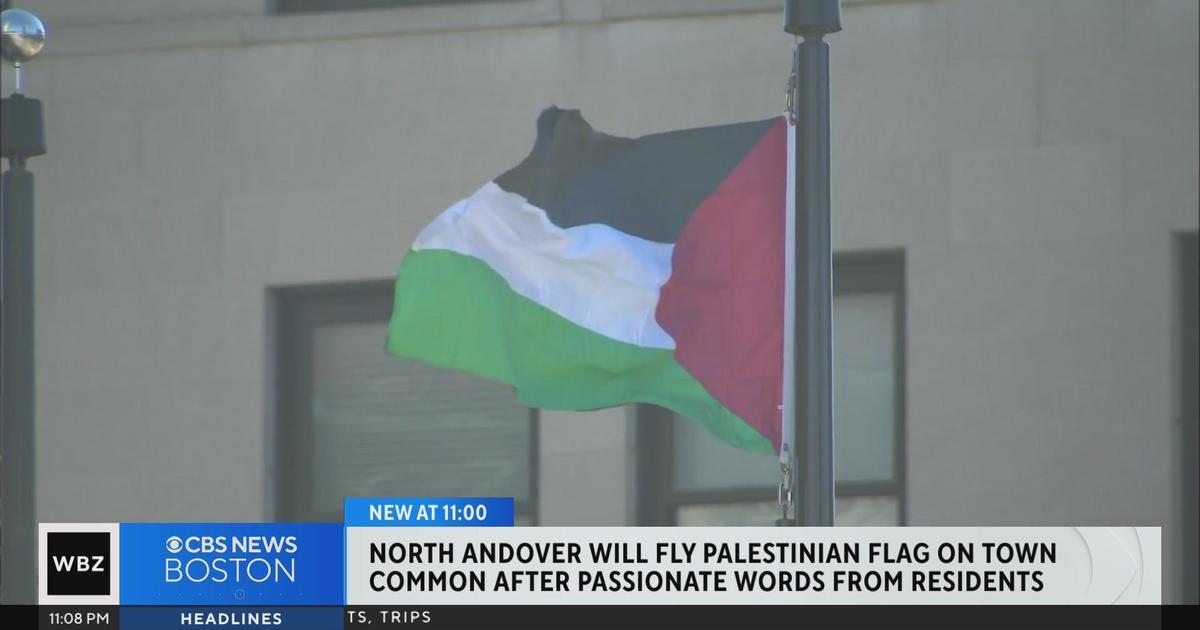 NEW AT 11:00
WBZ
CBS NEWS
BOSTON
NORTH ANDOVER WILL FLY PALESTINIAN FLAG ON TOWN
COMMON AFTER PASSIONATE WORDS FROM RESIDENTS
11:08 PM
HEADLINES
TS, TRIPS